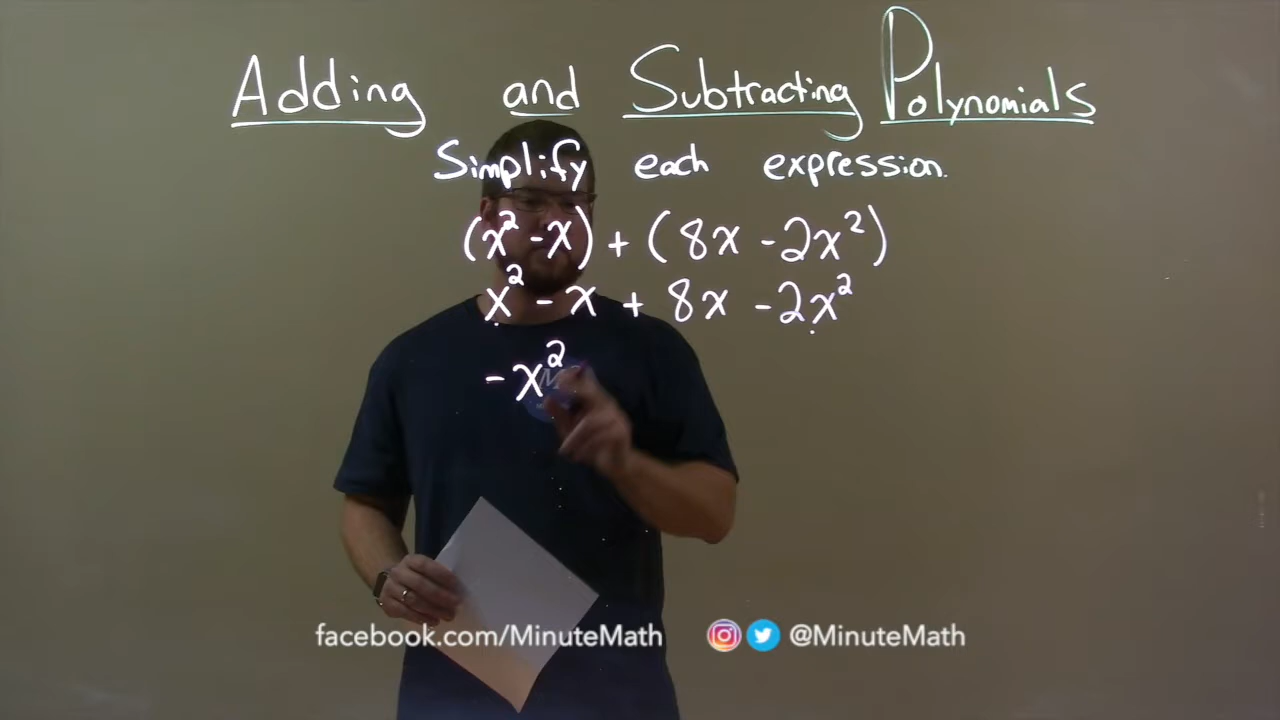 Adding and Subtracting Polynomials
Simplify each expression.
(x² - x) + (8x - 2x²)
x² - x + 8x - 2x²
- x²
facebook.com/MinuteMath @MinuteMath